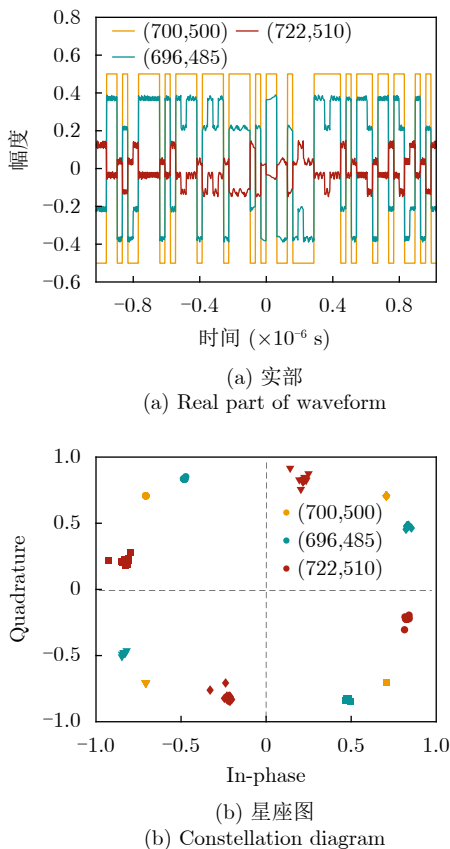 0.8
(700,500) (722,510)
(696,485)
0.6
0.4
0.2
0
−0.2
−0.4
−0.6
幅度
−0.8 −0.4 0 0.4 0.8
时间 (×10⁻⁶ s)
(a) 实部
(a) Real part of waveform
1.0
0.5
0
−0.5
−1.0
Quadrature
(700,500)
(696,485)
(722,510)
−1.0 −0.5 0 0.5 1.0
In-phase
(b) 星座图
(b) Constellation diagram